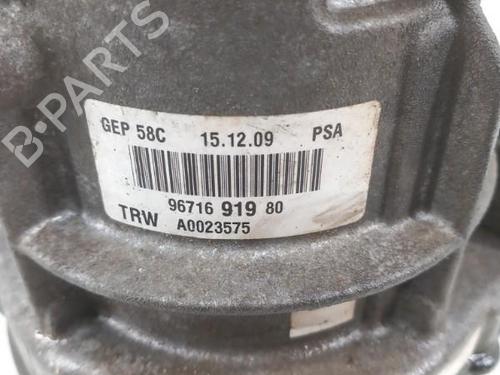 B-PARTS
GEP 58C 15.12.09 PSA
96716 919 80
TRW A0023575